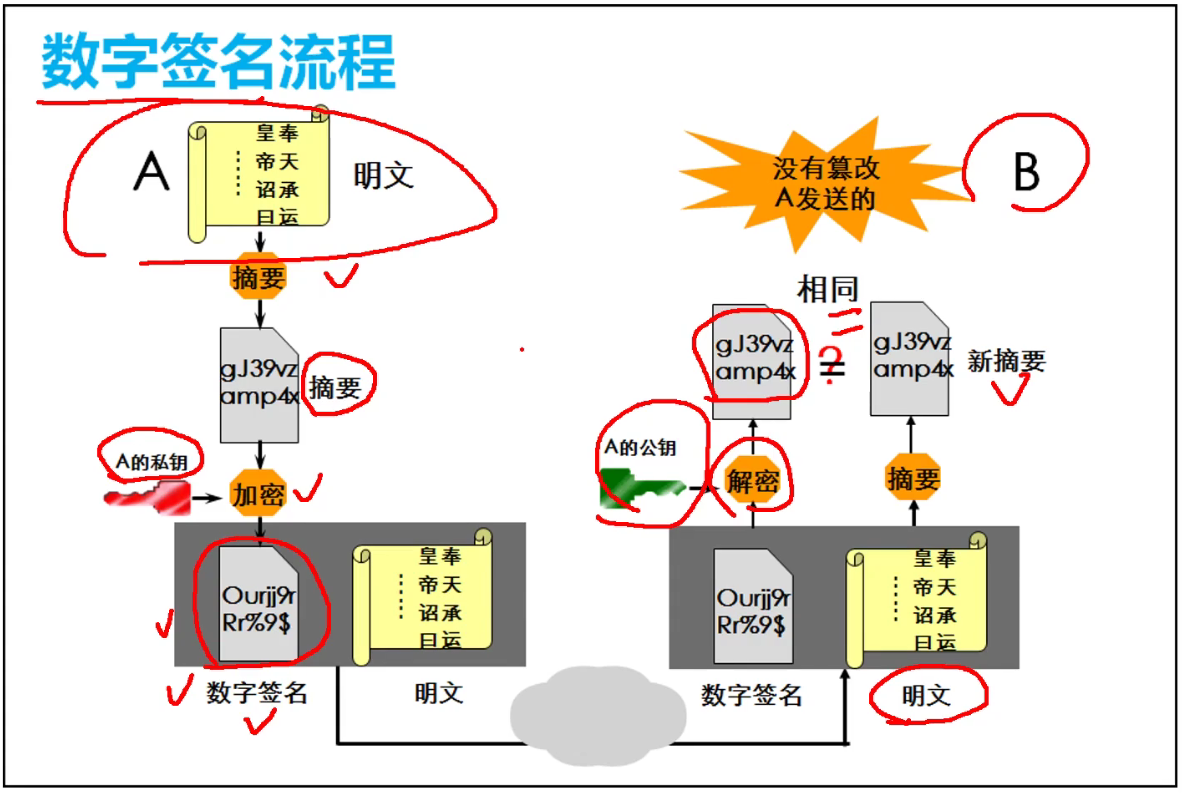 数字签名流程
A
皇奉
帝天
诏承
曰运
明文
摘要
gJ39vz
amp4x
摘要
A的私钥
加密
Ourjj9r
Rr%9$
皇奉
帝天
诏承
曰运
数字签名
明文
没有篡改
A发送的
B
相同
gJ39vz
amp4x
?
=
gJ39vz
amp4x
新摘要
A的公钥
解密
摘要
Ourjj9r
Rr%9$
皇奉
帝天
诏承
曰运
数字签名
明文